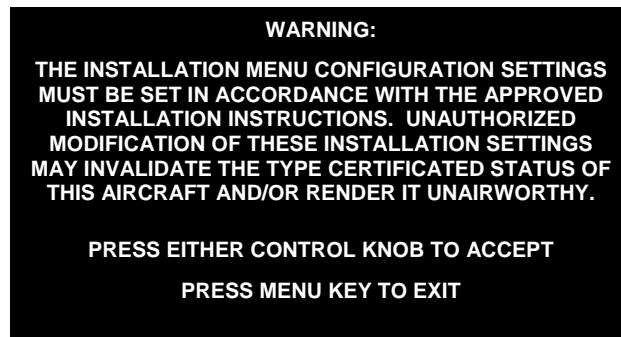 WARNING:
THE INSTALLATION MENU CONFIGURATION SETTINGS
MUST BE SET IN ACCORDANCE WITH THE APPROVED
INSTALLATION INSTRUCTIONS.  UNAUTHORIZED
MODIFICATION OF THESE INSTALLATION SETTINGS
MAY INVALIDATE THE TYPE CERTIFICATED STATUS OF
THIS AIRCRAFT AND/OR RENDER IT UNAIRWORTHY.
PRESS EITHER CONTROL KNOB TO ACCEPT
PRESS MENU KEY TO EXIT